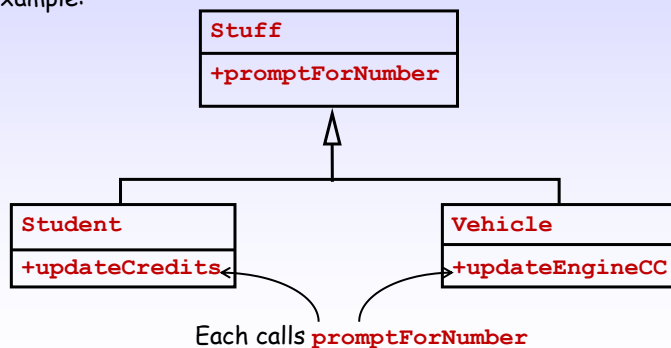 xample:
Stuff
+promptForNumber
Student
+updateCredits
Vehicle
+updateEngineCC
Each calls promptForNumber